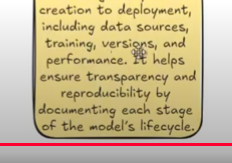 creation to deployment,
including data sources,
training, versions, and
performance. It helps
ensure transparency and
reproducibility by
documenting each stage
of the model's lifecycle.